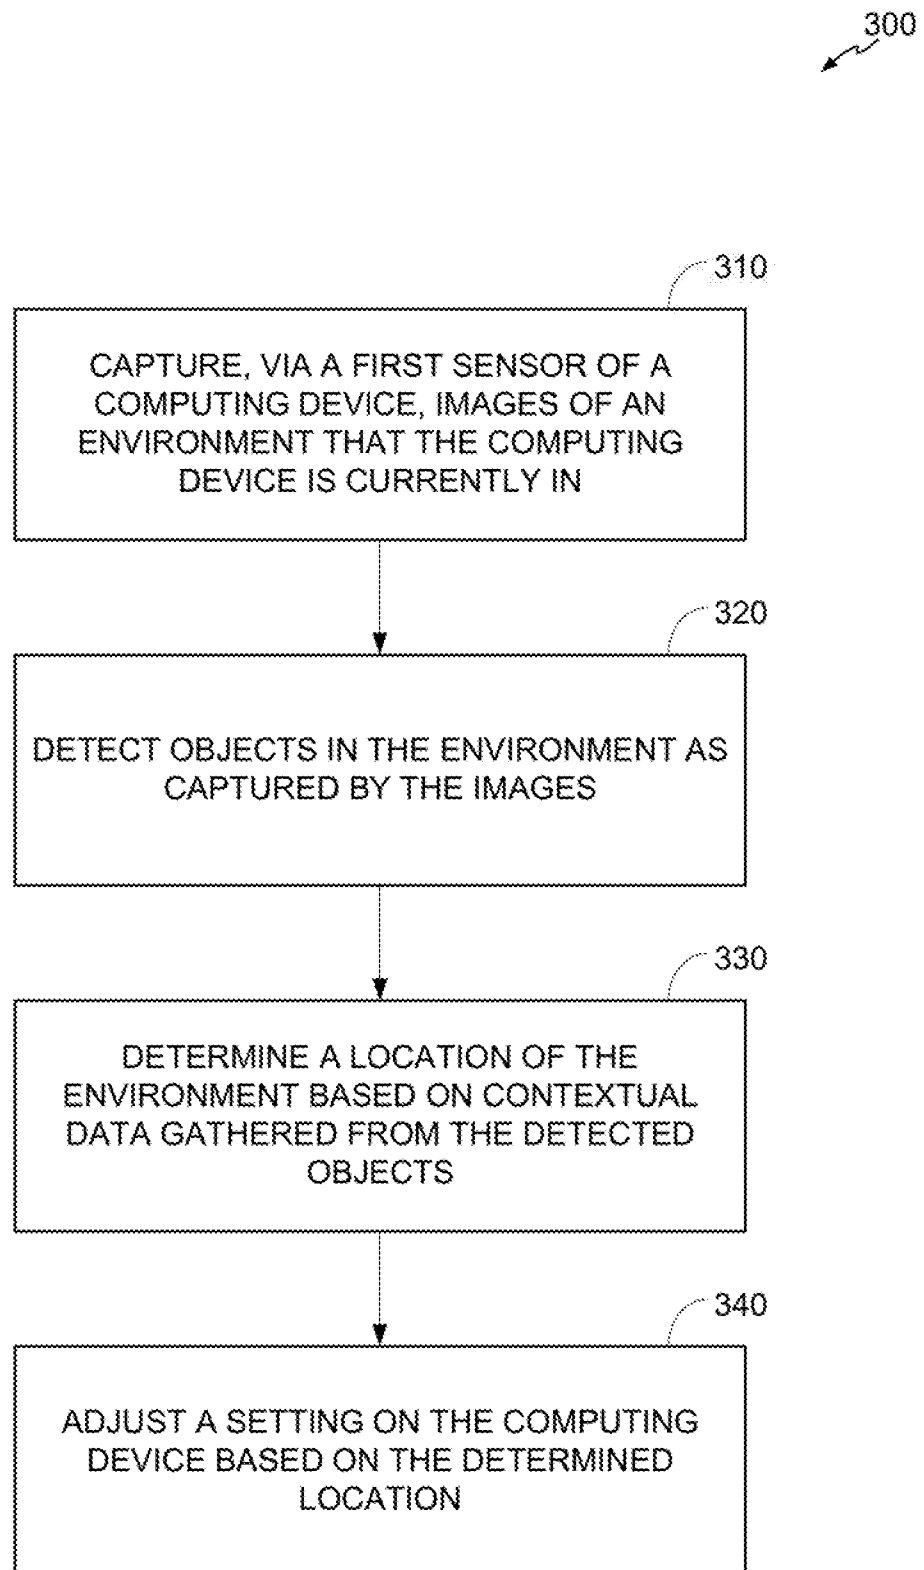 300
310
CAPTURE, VIA A FIRST SENSOR OF A
COMPUTING DEVICE, IMAGES OF AN
ENVIRONMENT THAT THE COMPUTING
DEVICE IS CURRENTLY IN
320
DETECT OBJECTS IN THE ENVIRONMENT AS
CAPTURED BY THE IMAGES
330
DETERMINE A LOCATION OF THE
ENVIRONMENT BASED ON CONTEXTUAL
DATA GATHERED FROM THE DETECTED
OBJECTS
340
ADJUST A SETTING ON THE COMPUTING
DEVICE BASED ON THE DETERMINED
LOCATION